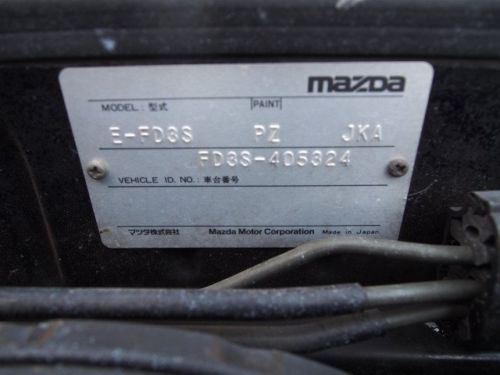 mazda
MODEL : 型式 PAINT
E-FD3S PZ JKA
FD3S-405324
VEHICLE ID. NO. : 車台番号
マツダ株式会社 Mazda Motor Corporation Made in Japan